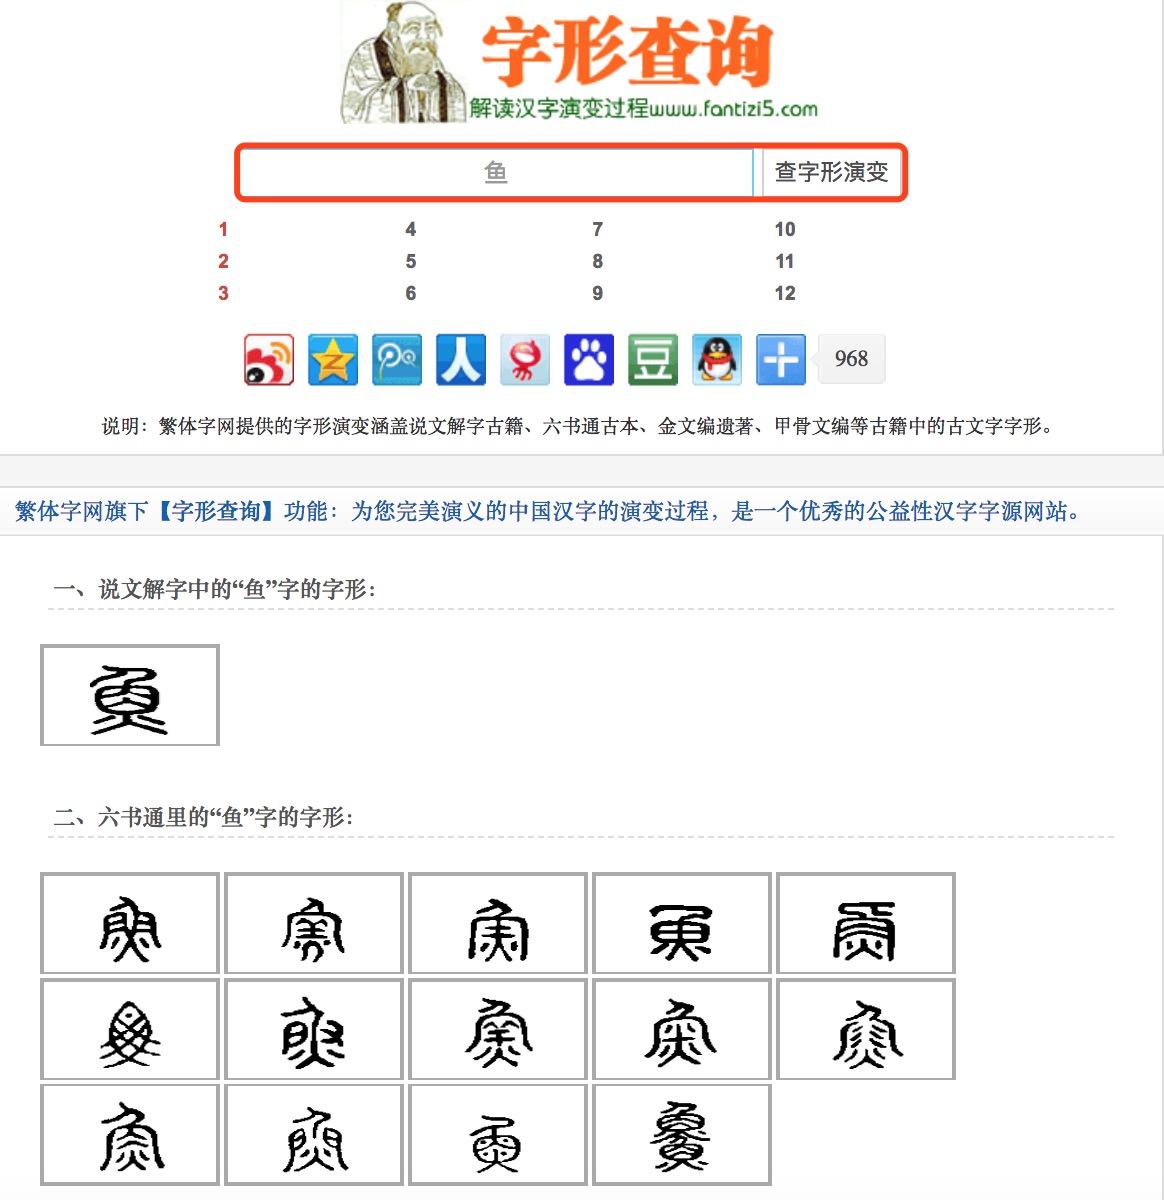 字形查询
解读汉字演变过程www.fantizi5.com
鱼 查字形演变
1 4 7 10
2 5 8 11
3 6 9 12
人 豆 968
说明：繁体字网提供的字形演变涵盖说文解字古籍、六书通古本、金文编遗著、甲骨文编等古籍中的古文字字形。
繁体字网旗下【字形查询】功能：为您完美演义的中国汉字的演变过程，是一个优秀的公益性汉字字源网站。
一、说文解字中的“鱼”字的字形：
魚
二、六书通里的“鱼”字的字形：